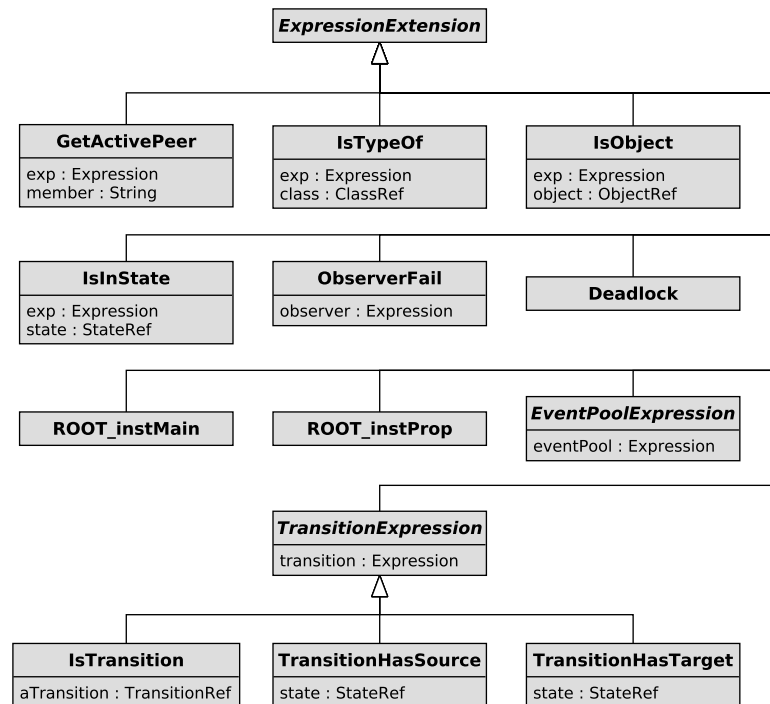 ExpressionExtension
GetActivePeer
exp : Expression
member : String
IsTypeOf
exp : Expression
class : ClassRef
IsObject
exp : Expression
object : ObjectRef
IsInState
exp : Expression
state : StateRef
ObserverFail
observer : Expression
Deadlock
ROOT_instMain
ROOT_instProp
EventPoolExpression
eventPool : Expression
TransitionExpression
transition : Expression
IsTransition
aTransition : TransitionRef
TransitionHasSource
state : StateRef
TransitionHasTarget
state : StateRef